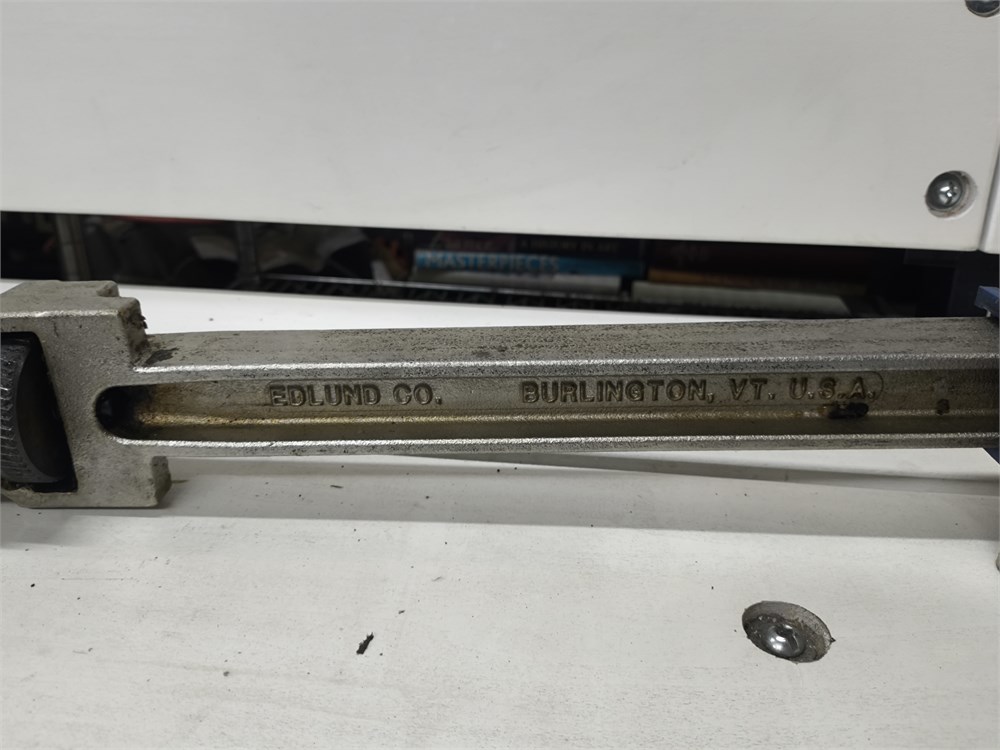 MASTERPIECES
EDLUND CO. BURLINGTON, VT. U.S.A.